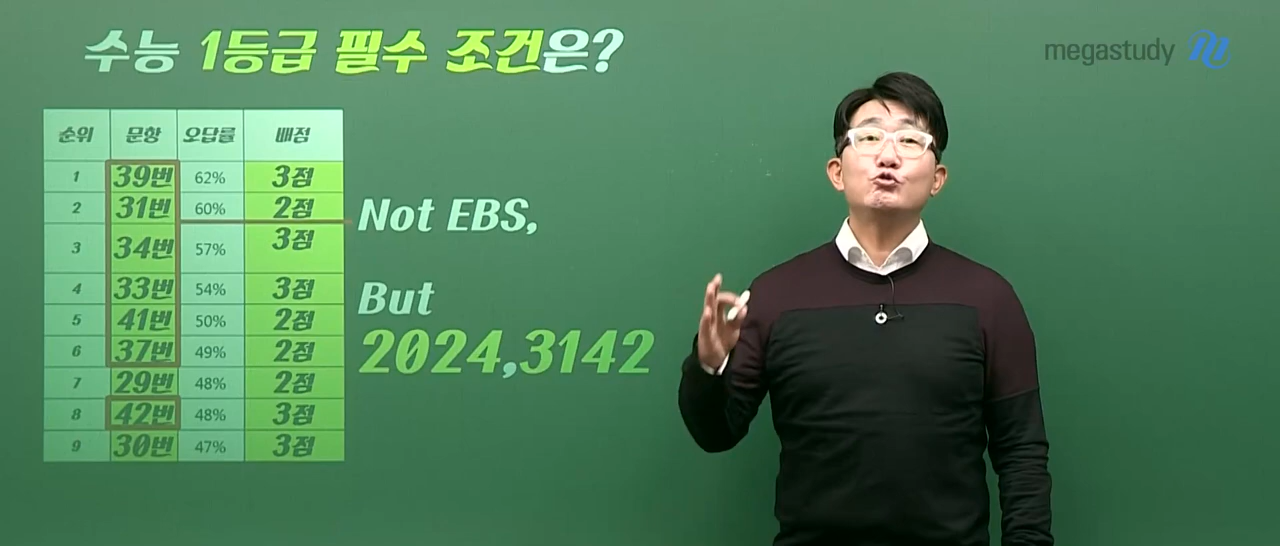 수능 1등급 필수 조건은?
megastudy
순위 문항 오답률 배점
1 39번 62% 3점
2 31번 60% 2점
3 34번 57% 3점
4 33번 54% 3점
5 41번 50% 2점
6 37번 49% 2점
7 29번 48% 2점
8 42번 48% 3점
9 30번 47% 3점
Not EBS,
But
2024,3142